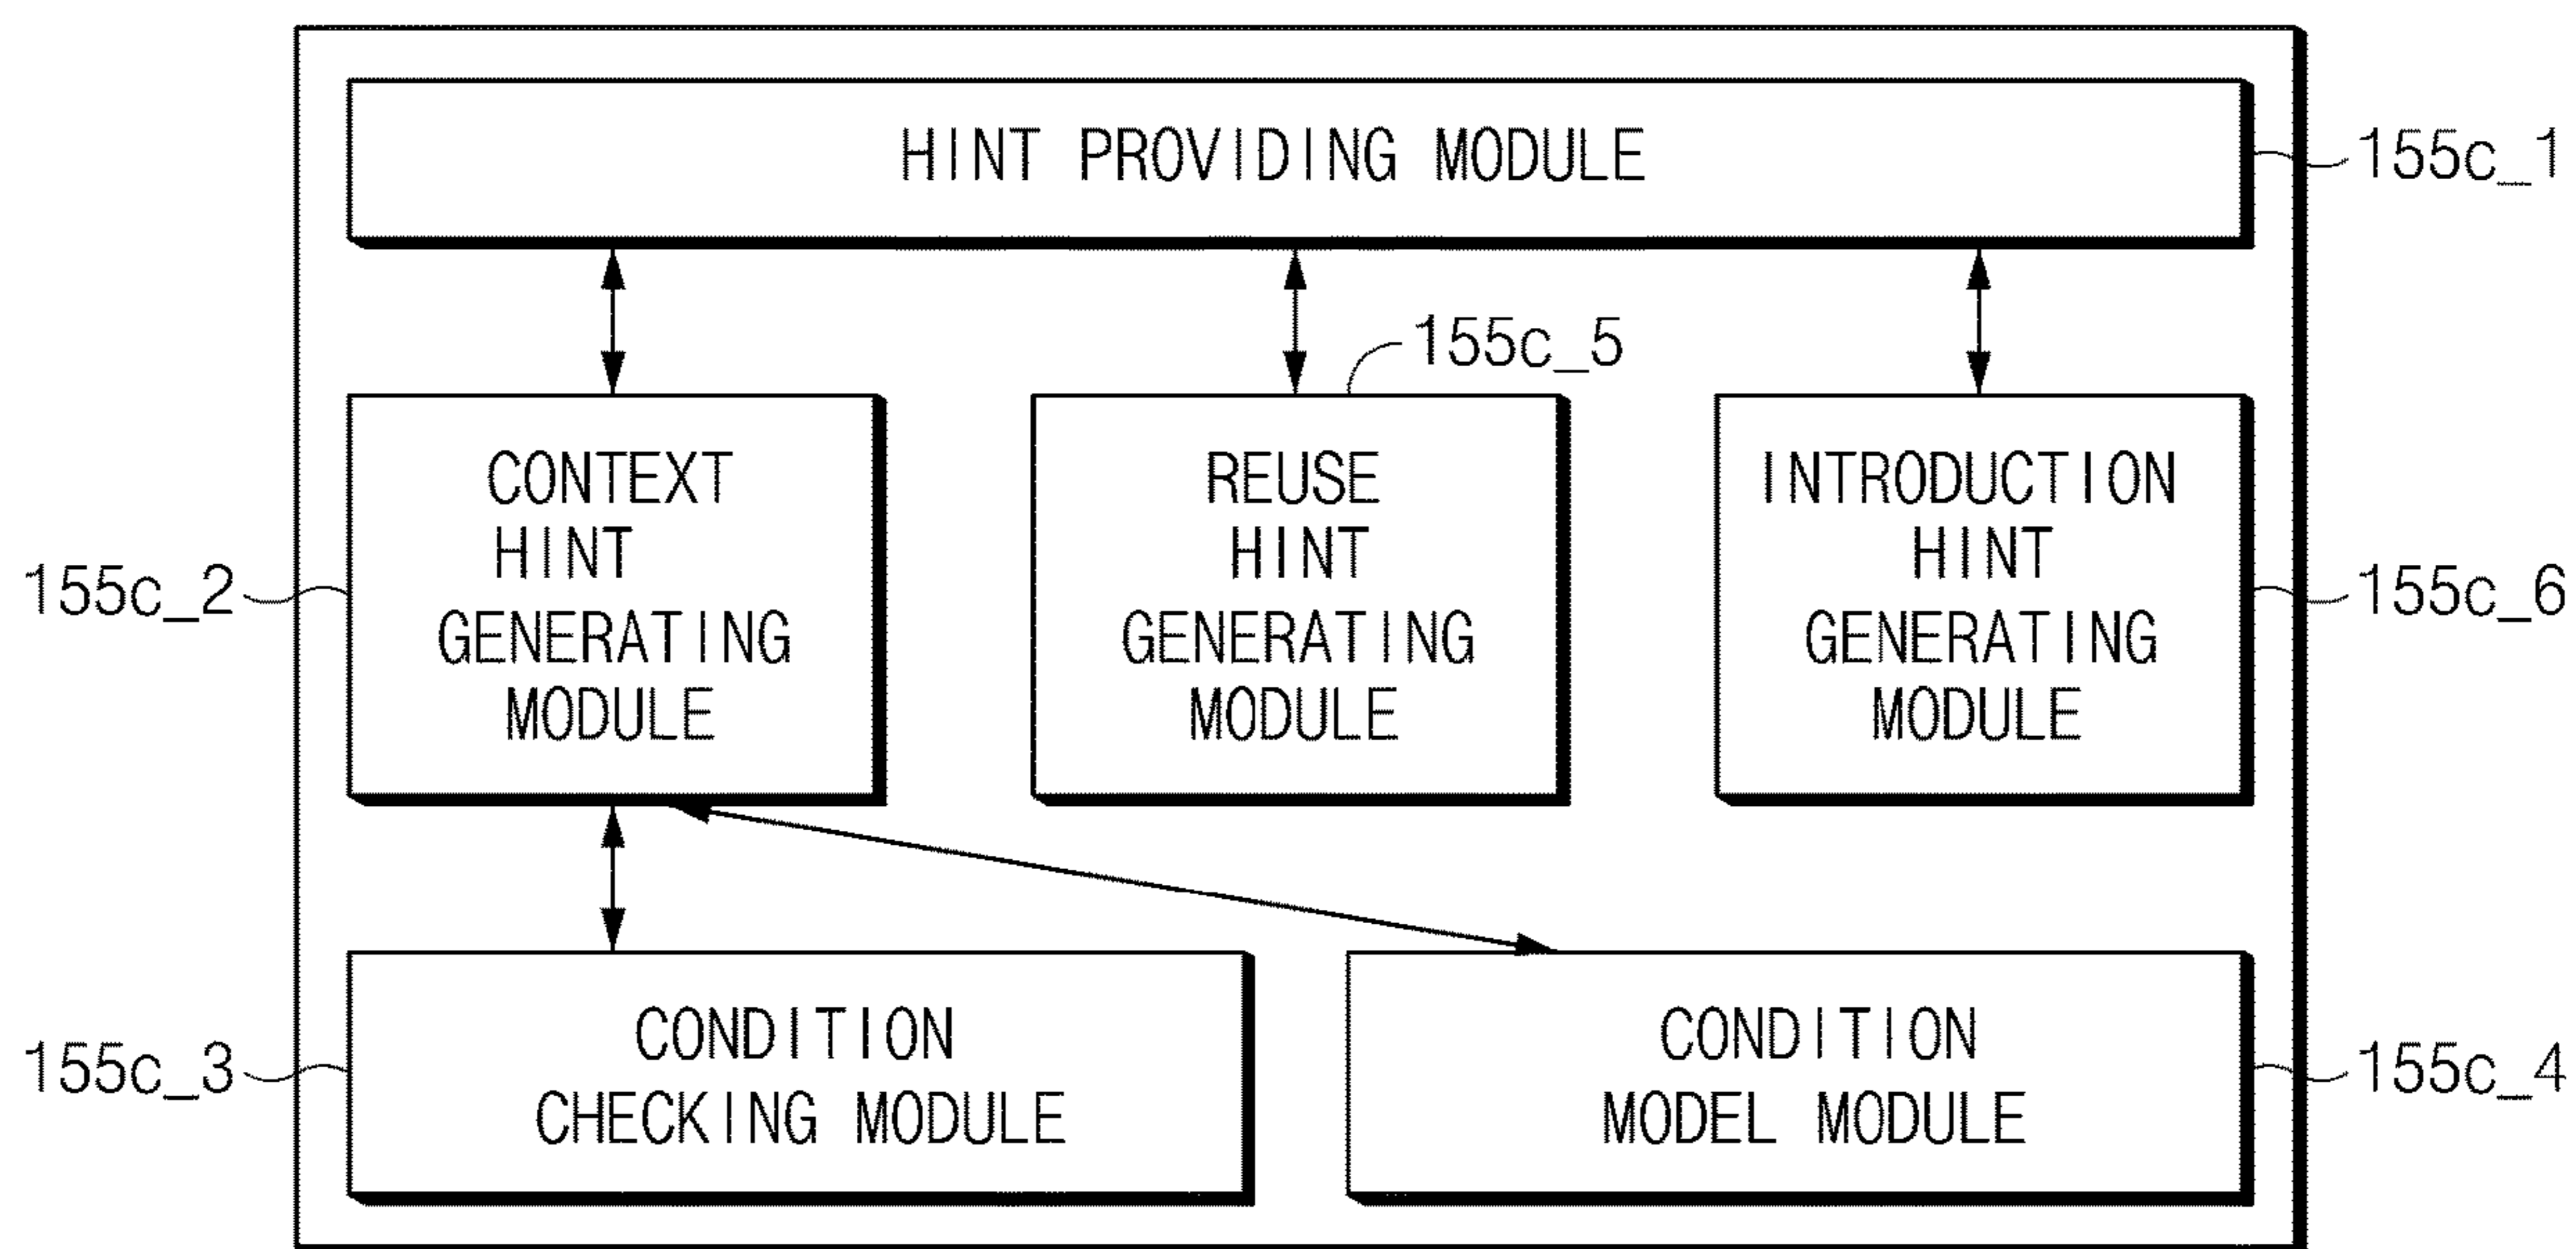 HINT PROVIDING MODULE
155c_1
155c_5
CONTEXT
HINT
GENERATING
MODULE
155c_2
REUSE
HINT
GENERATING
MODULE
INTRODUCTION
HINT
GENERATING
MODULE
155c_6
CONDITION
CHECKING MODULE
155c_3
CONDITION
MODEL MODULE
155c_4